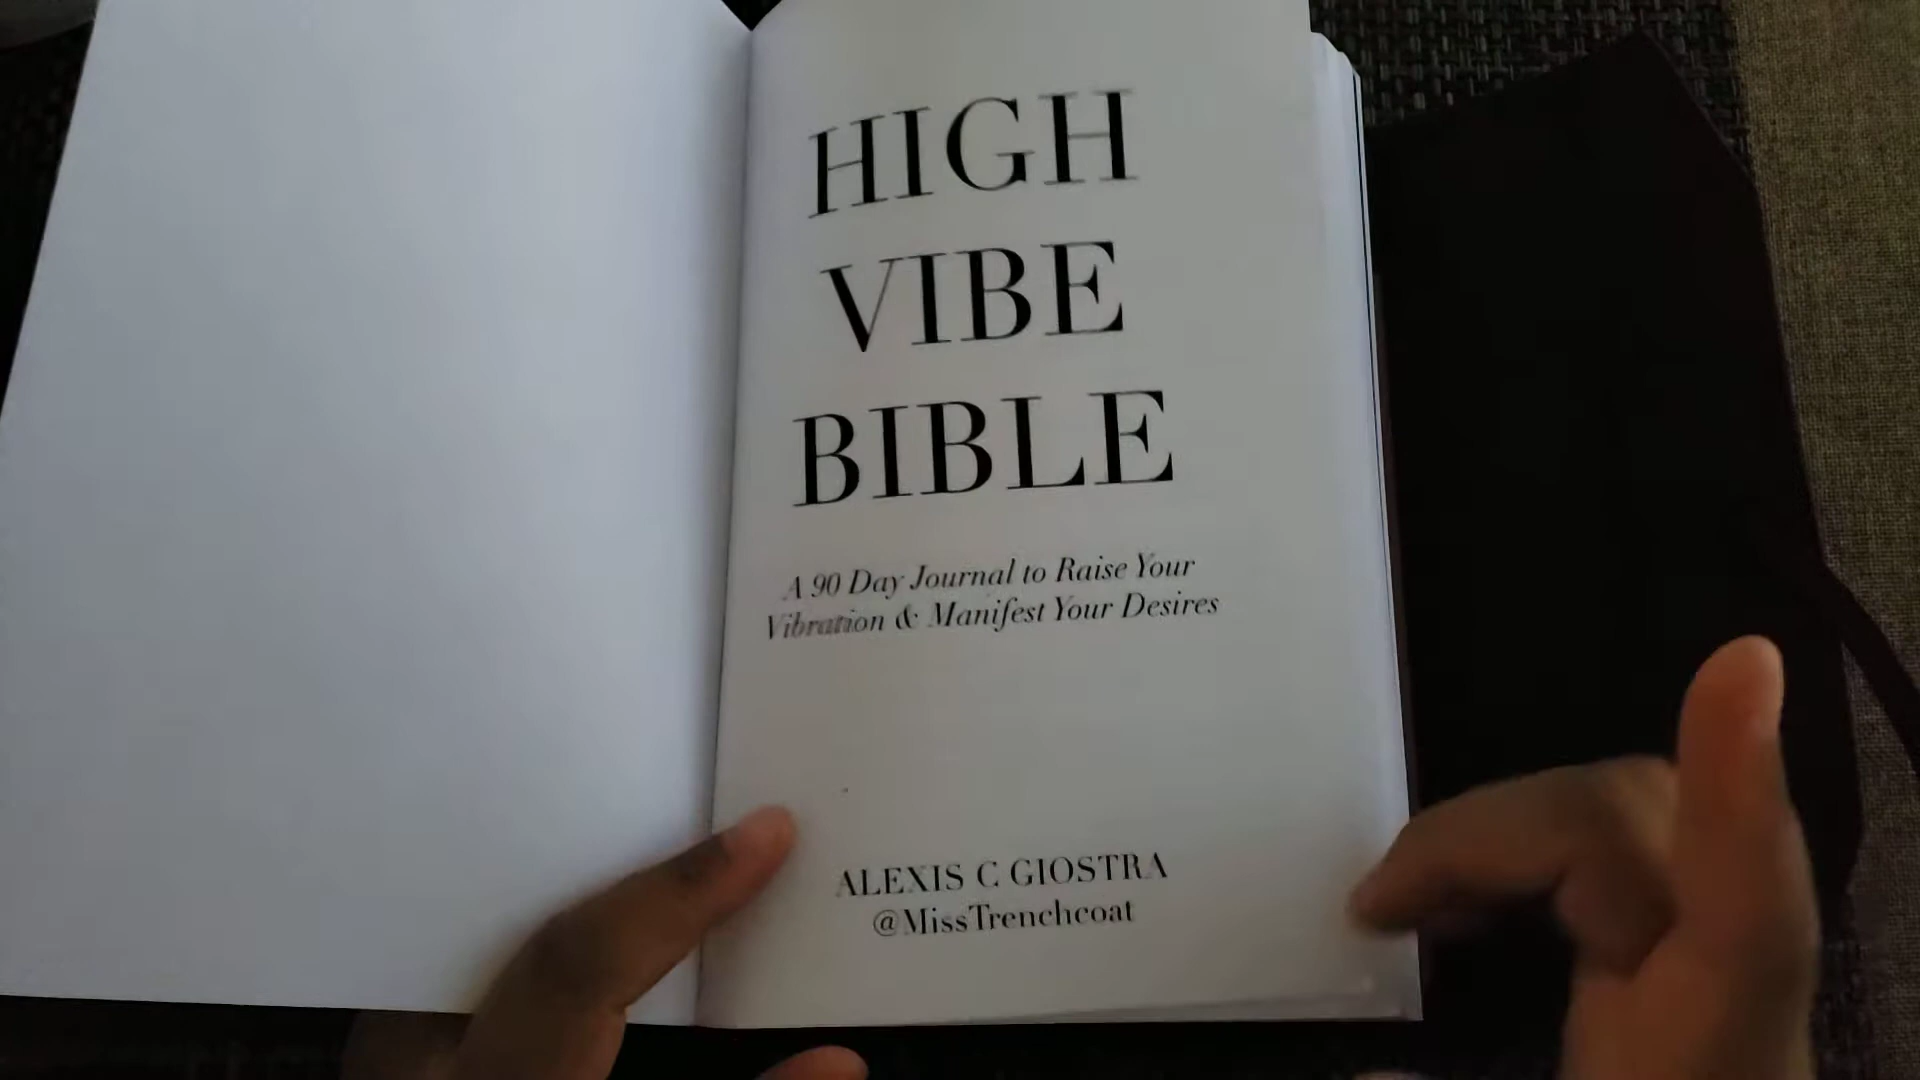 HIGH
VIBE
BIBLE
A 90 Day Journal to Raise Your
Vibration & Manifest Your Desires
ALEXIS C GIOSTRA
@MissTrenchcoat